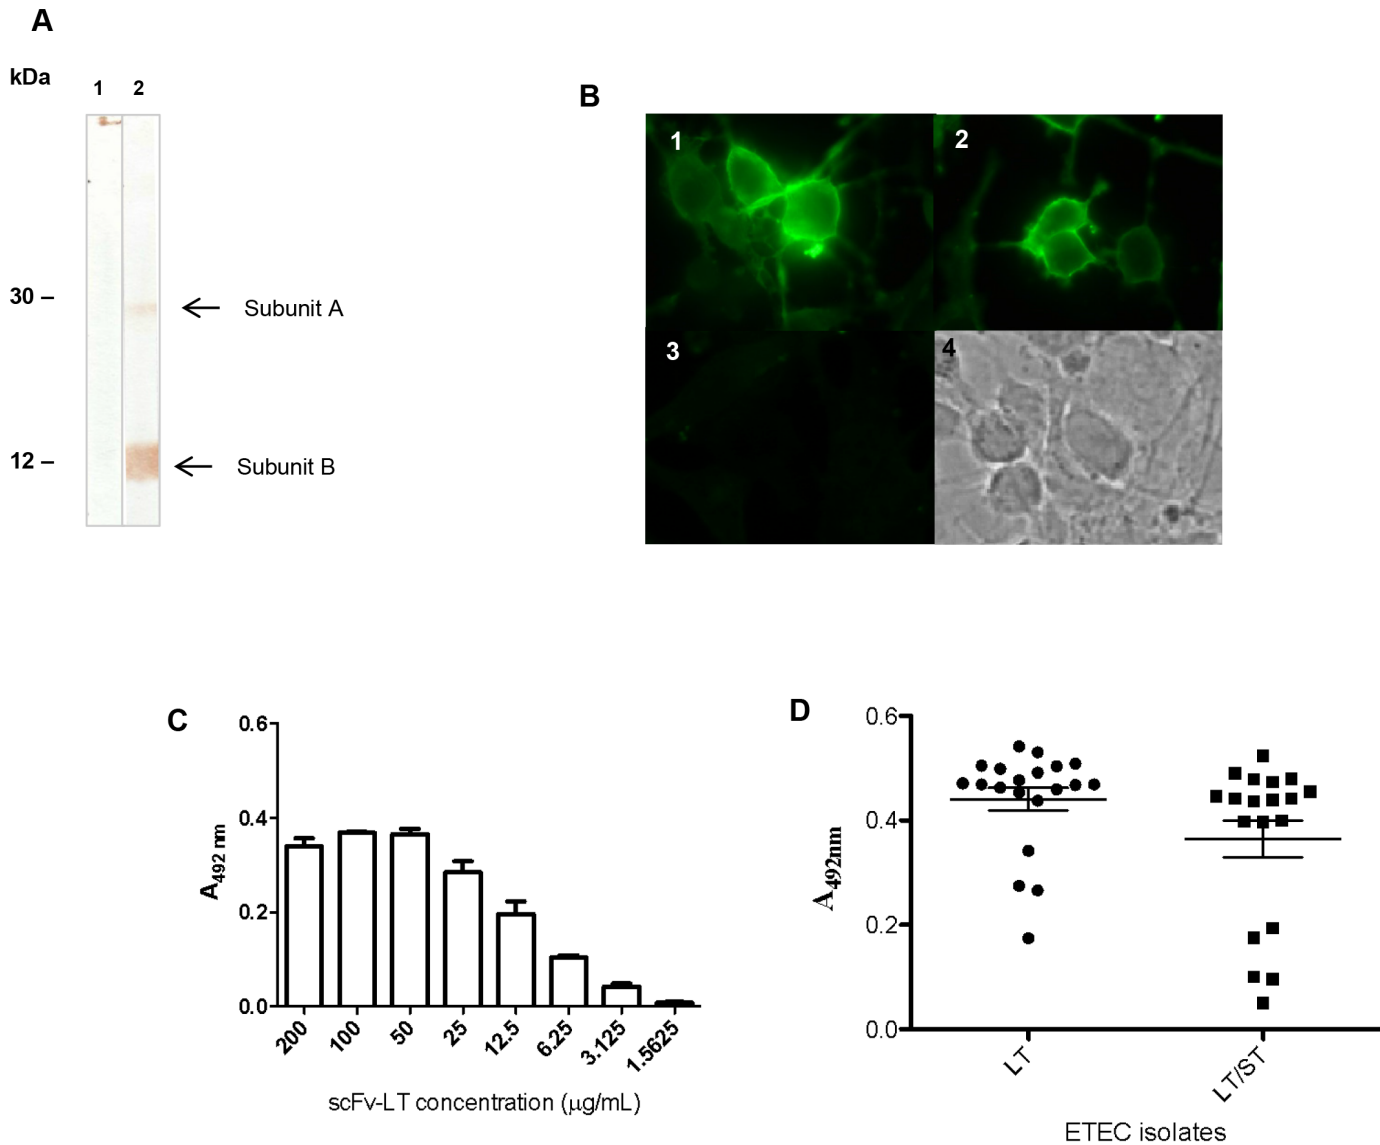 A
kDa
1 2
30 –
Subunit A
12 –
Subunit B
B
1
2
3
4
C
0.6
0.4
0.2
0.0
A492 nm
200 100 50 25 12.5 6.25 3.125 1.5625
scFv-LT concentration (μg/mL)
D
0.6
0.4
0.2
0.0
A492nm
LT LT/ST
ETEC isolates